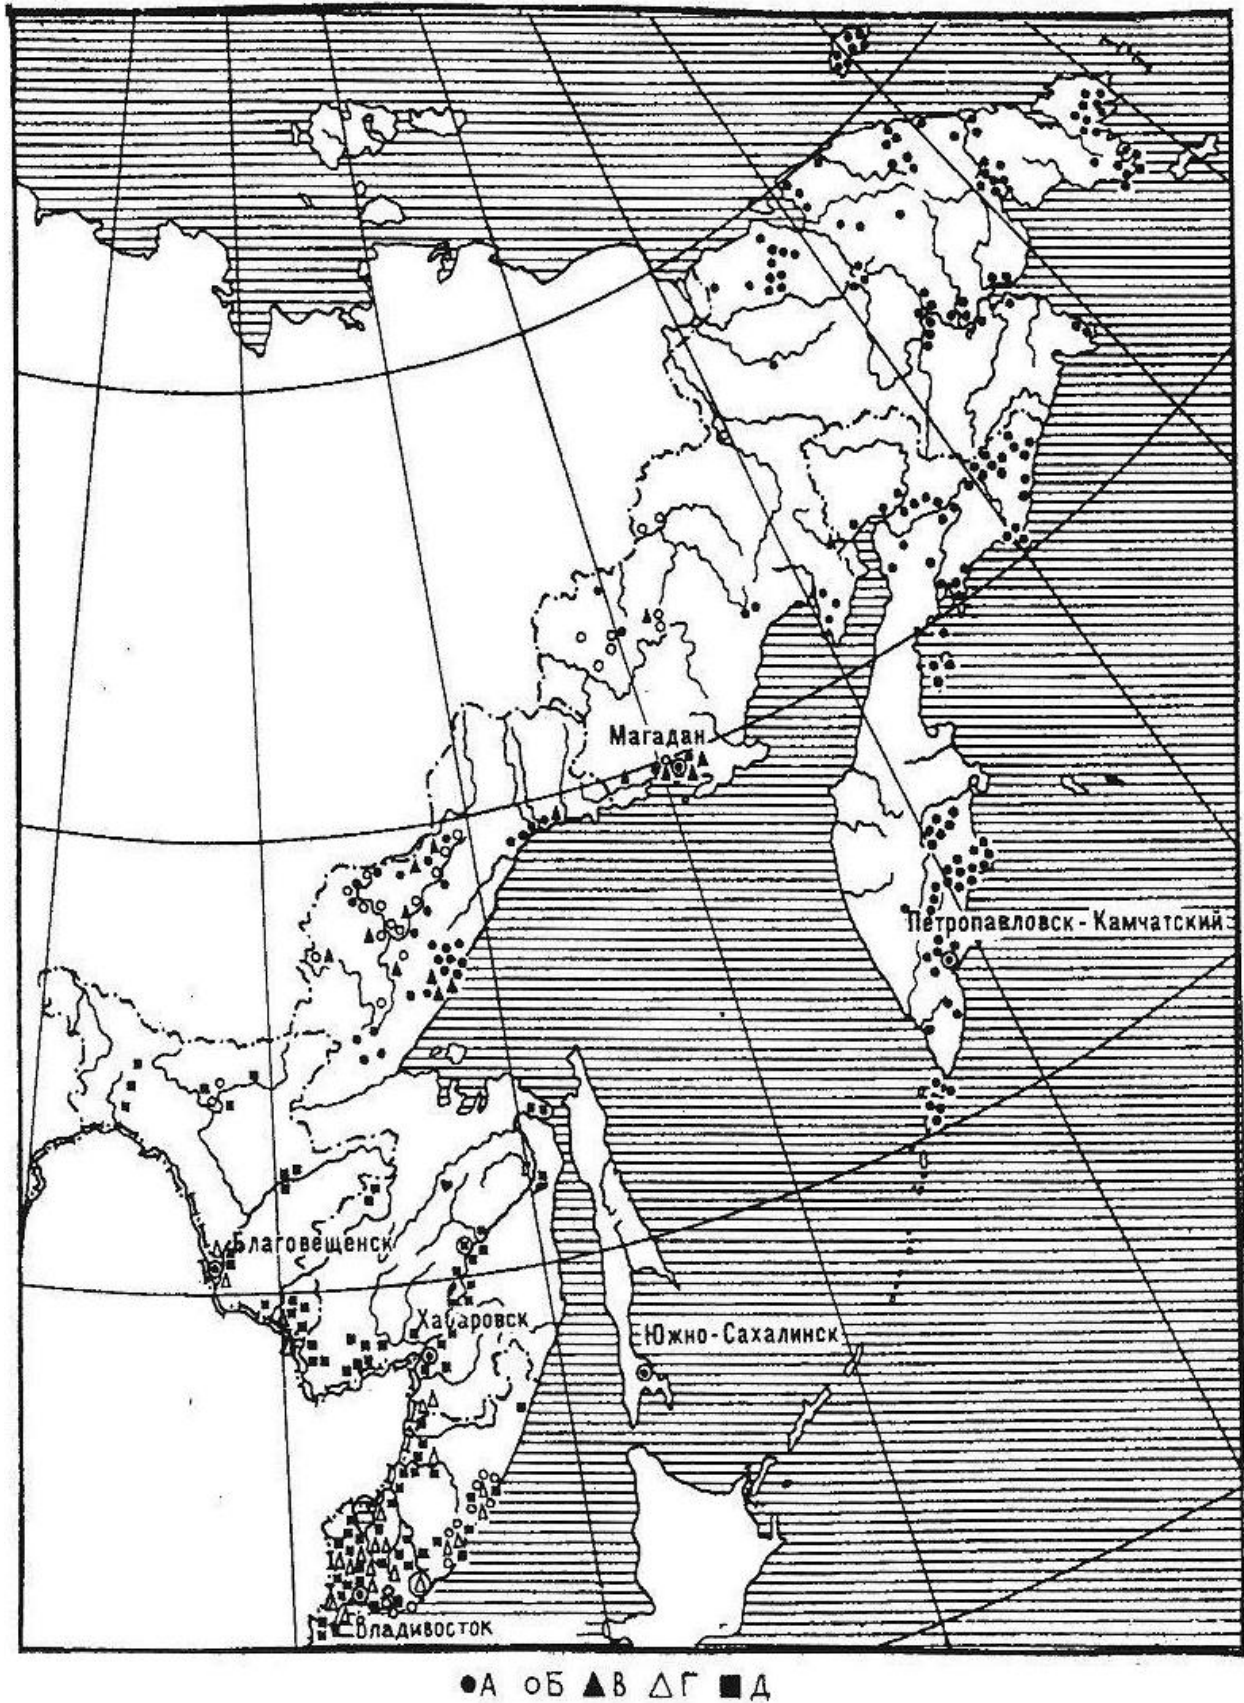 Магадан
Петропавловск-Камчатский
Благовещенск
Хабаровск
Южно-Сахалинск
Владивосток
А Б В Г Д